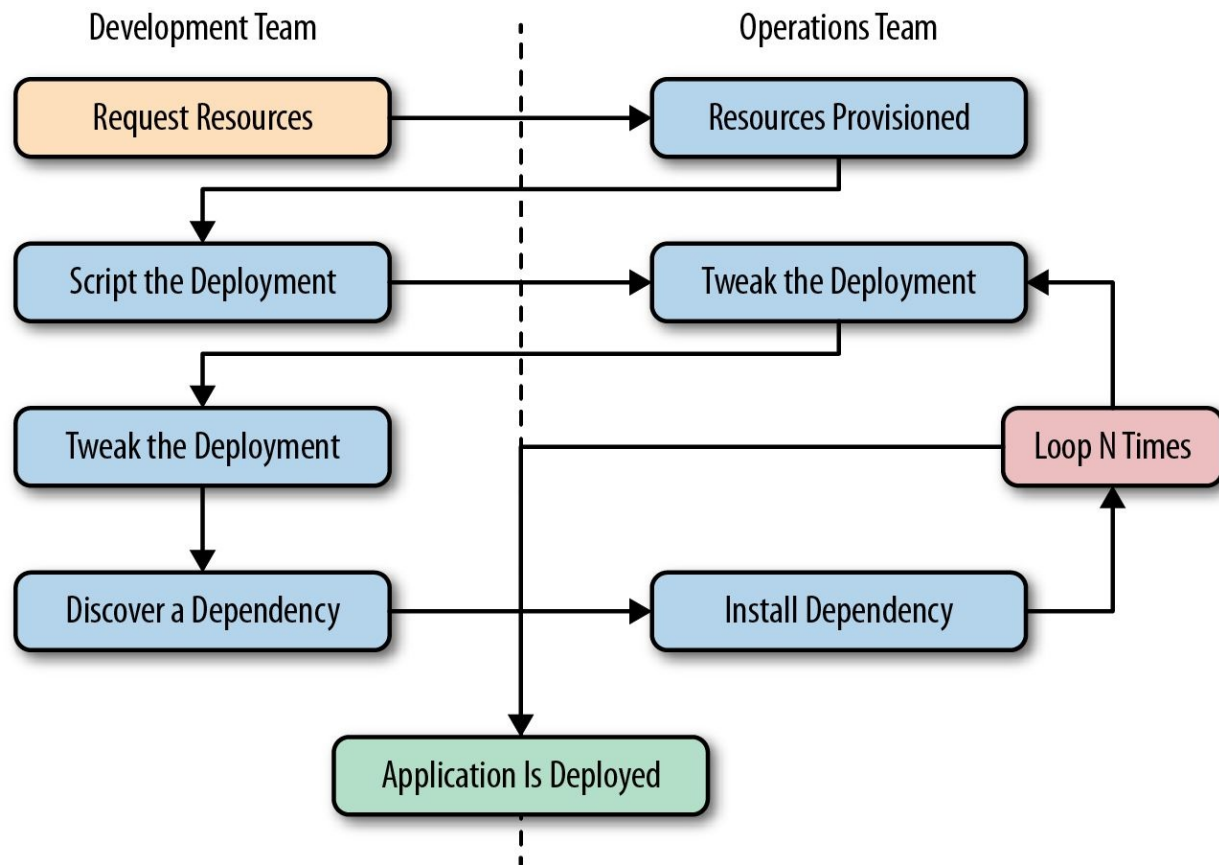 Development Team
Operations Team
Request Resources
Resources Provisioned
Script the Deployment
Tweak the Deployment
Tweak the Deployment
Loop N Times
Discover a Dependency
Install Dependency
Application Is Deployed